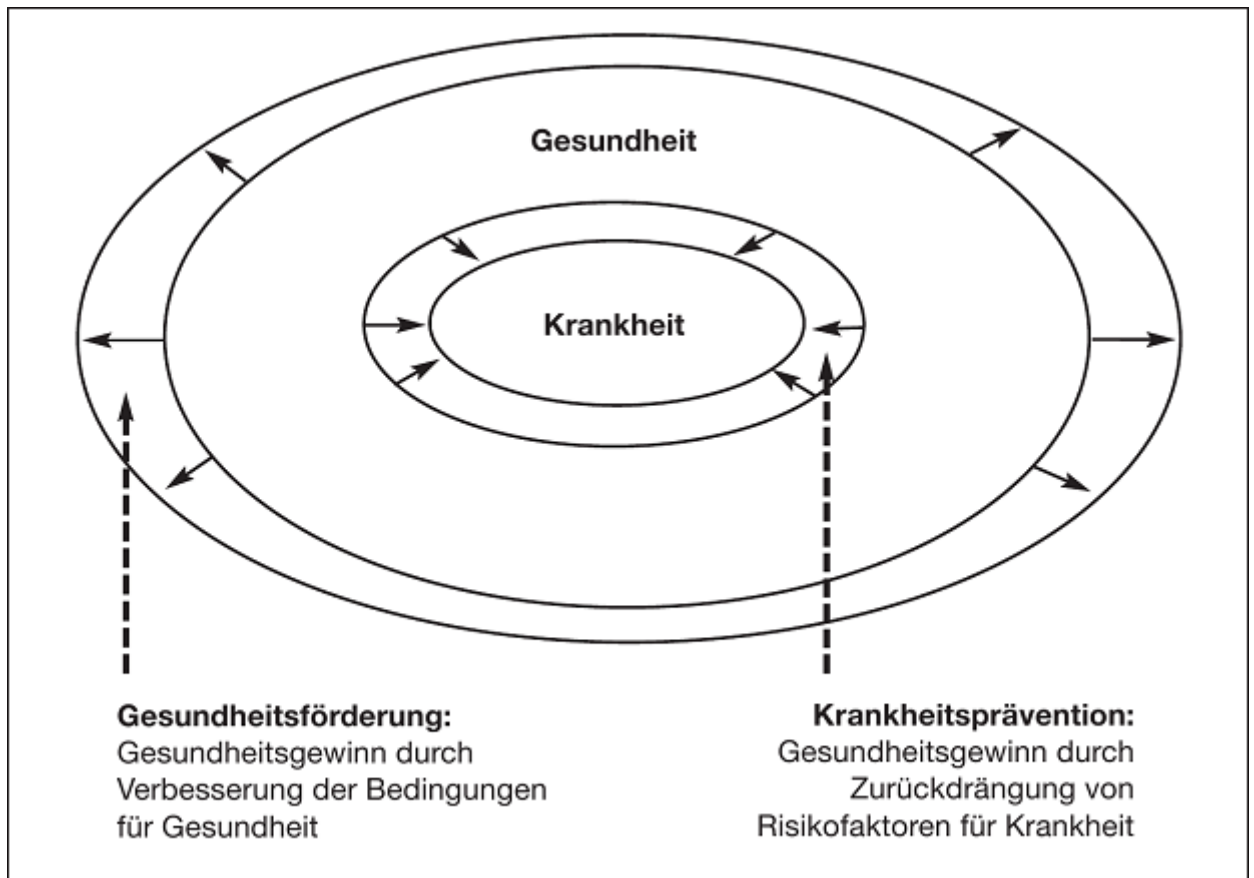 Gesundheit
Krankheit
Gesundheitsförderung:
Gesundheitsgewinn durch
Verbesserung der Bedingungen
für Gesundheit
Krankheitsprävention:
Gesundheitsgewinn durch
Zurückdrängung von
Risikofaktoren für Krankheit